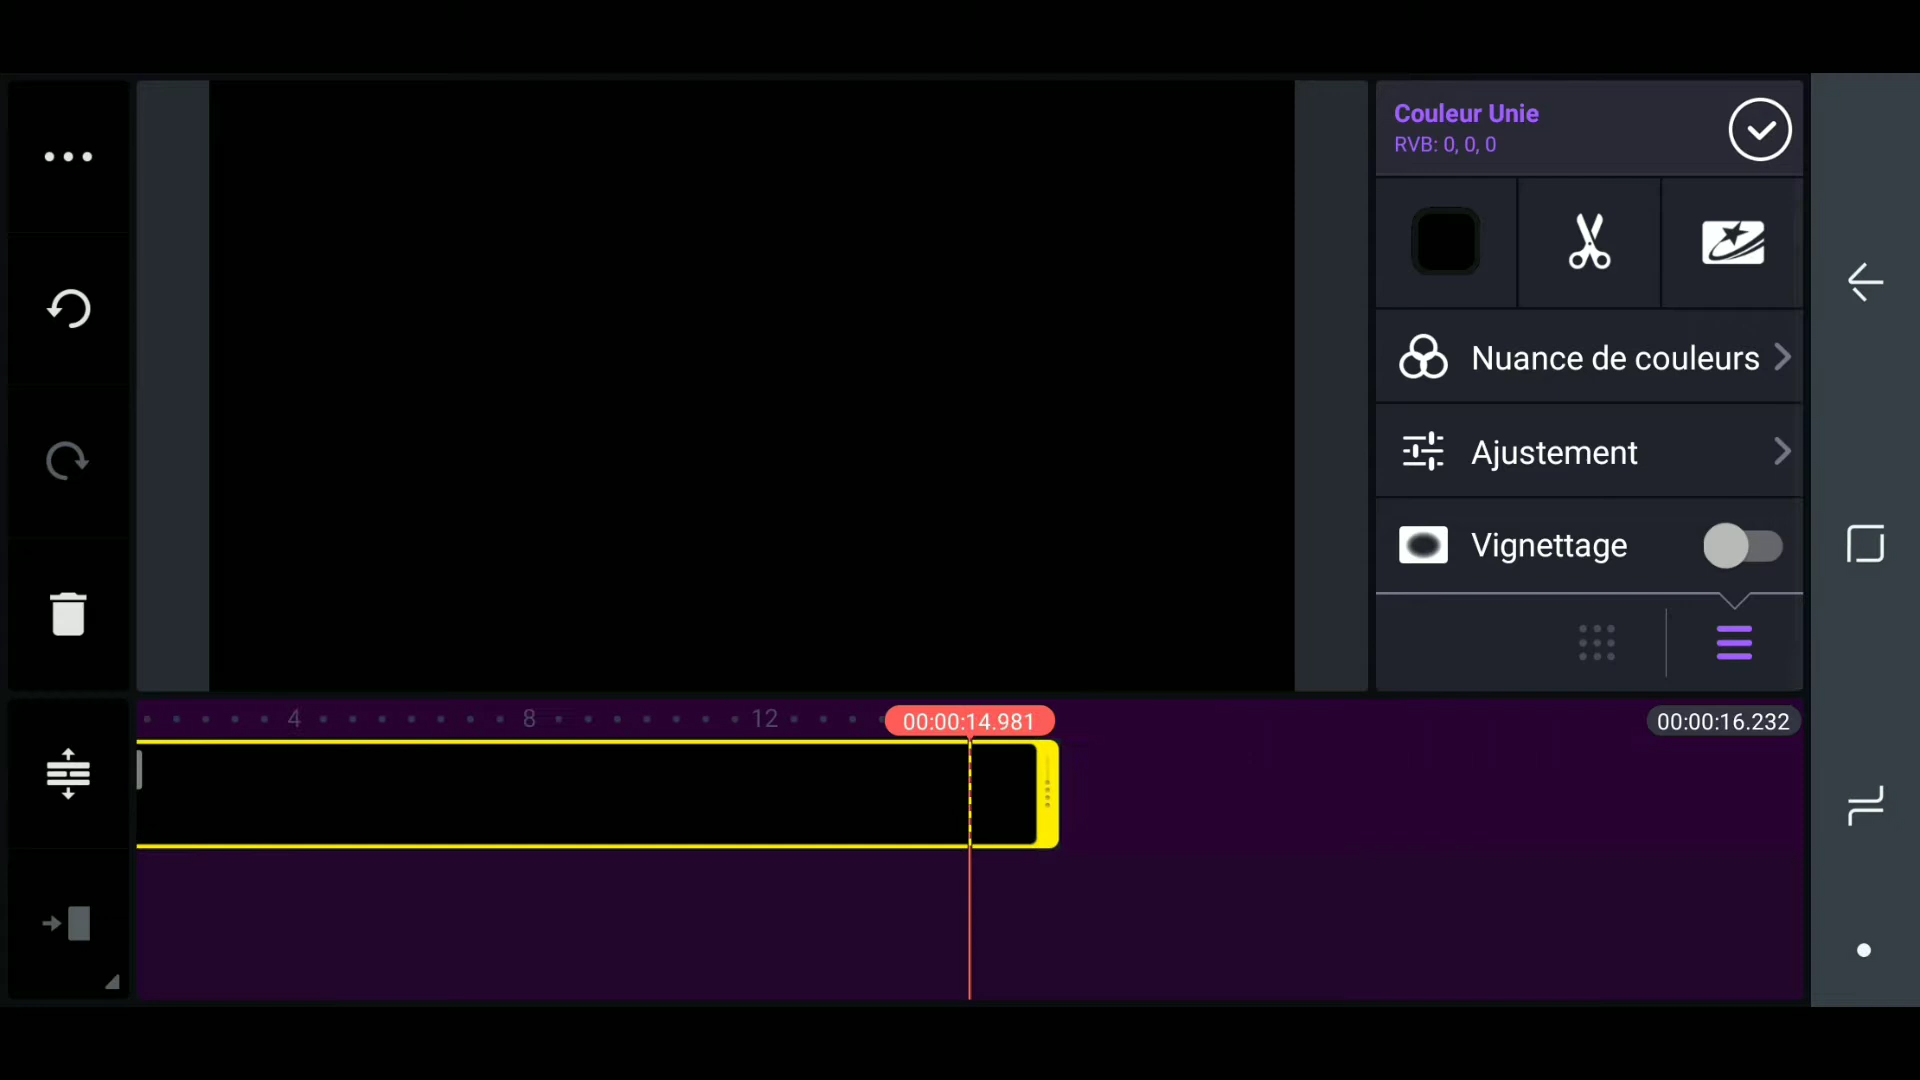 Couleur Unie
RVB: 0, 0, 0
Nuance de couleurs
Ajustement
Vignettage
4 8 12 00:00:14.981 00:00:16.232